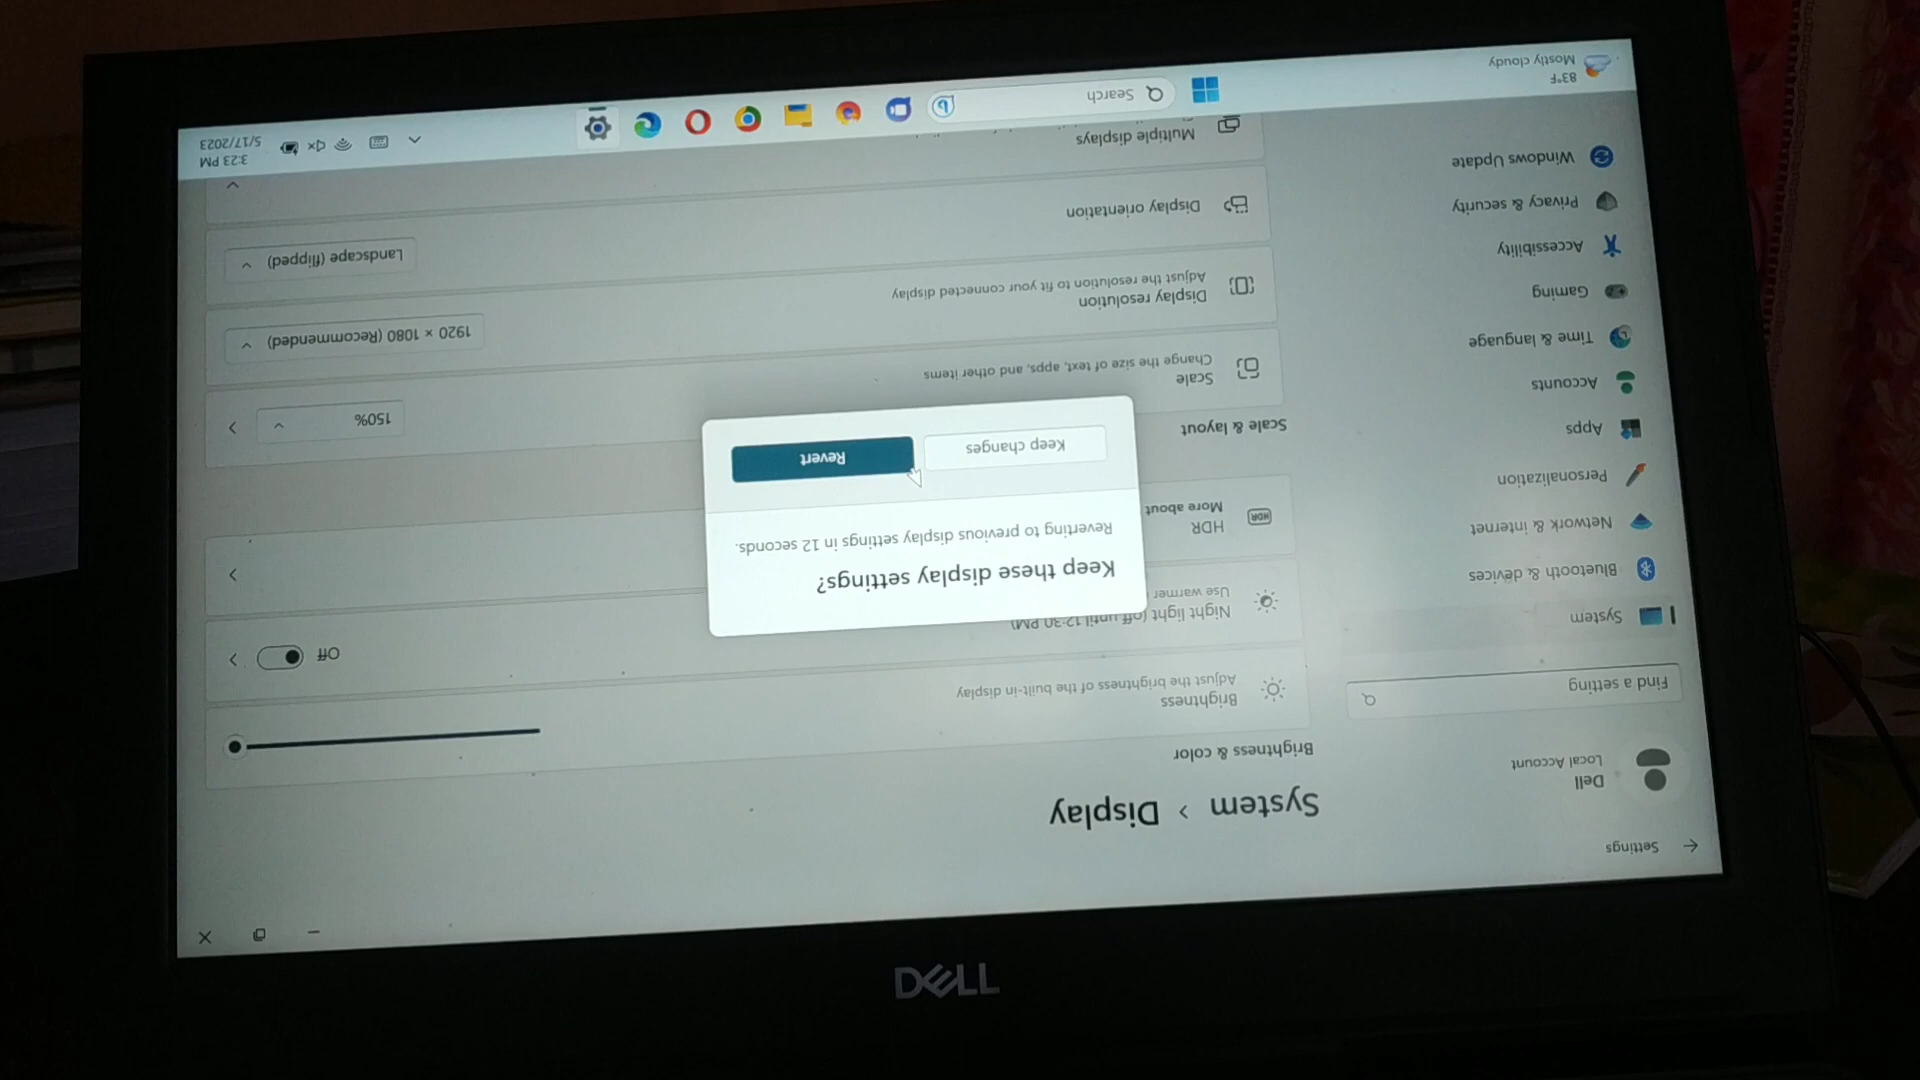 Settings
Dell
Local Account
Find a setting
System
Bluetooth & devices
Network & internet
Personalization
Apps
Accounts
Time & language
Gaming
Accessibility
Privacy & security
Windows Update
System > Display
Brightness & color
Brightness
Adjust the brightness of the built-in display
Night light (off until 12:30 PM)
Use warmer
Off
HDR
HDR
More about
Keep these display settings?
Reverting to previous display settings in 12 seconds.
Keep changes
Revert
Scale & layout
Scale
Change the size of text, apps, and other items
150%
Display resolution
Adjust the resolution to fit your connected display
1920 × 1080 (Recommended)
Display orientation
Landscape (flipped)
Multiple displays
83°F
Mostly cloudy
Search
3:23 PM
5/17/2023
DELL